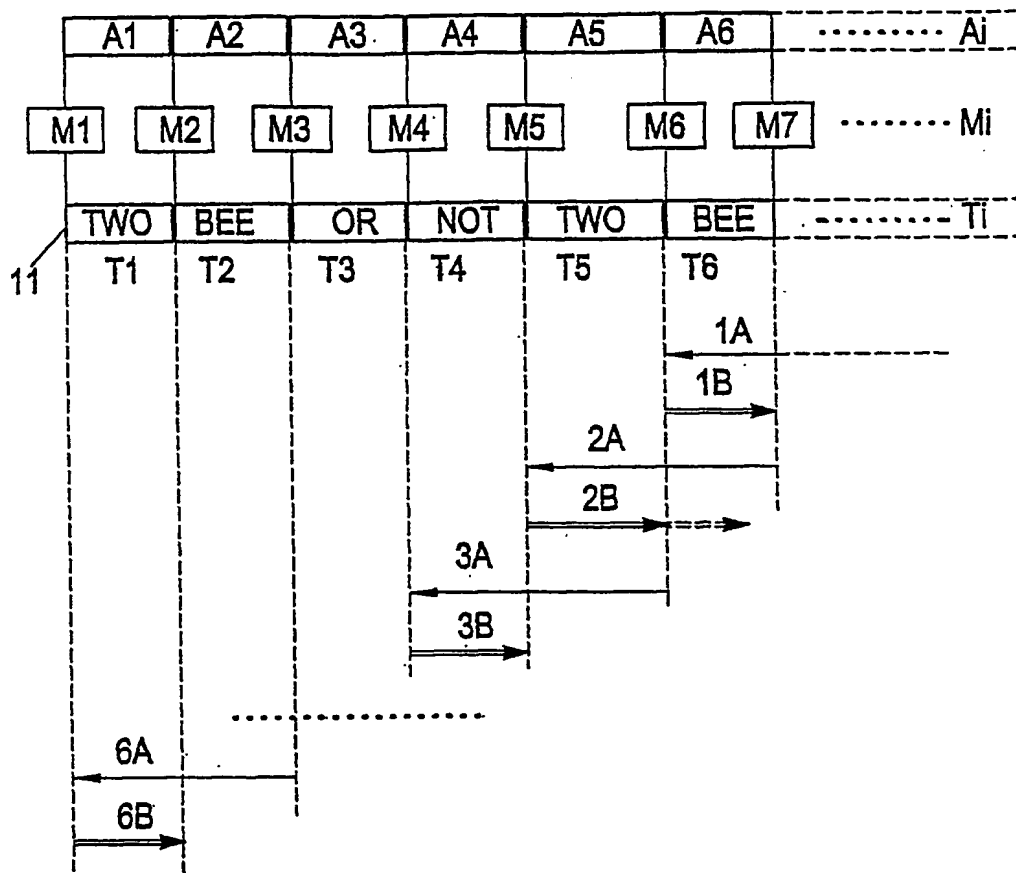 A1 A2 A3 A4 A5 A6 Ai
M1 M2 M3 M4 M5 M6 M7 Mi
TWO BEE OR NOT TWO BEE Ti
11 T1 T2 T3 T4 T5 T6
1A
1B
2A
2B
3A
3B
6A
6B